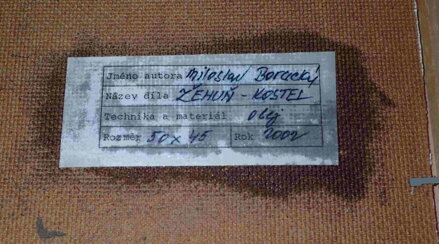 Jméno autora Miloslav Boracký
Název díla ŽEHUŇ - KOSTEL
Technika a materiál olej
Rozměr 50 x 45 Rok 2002